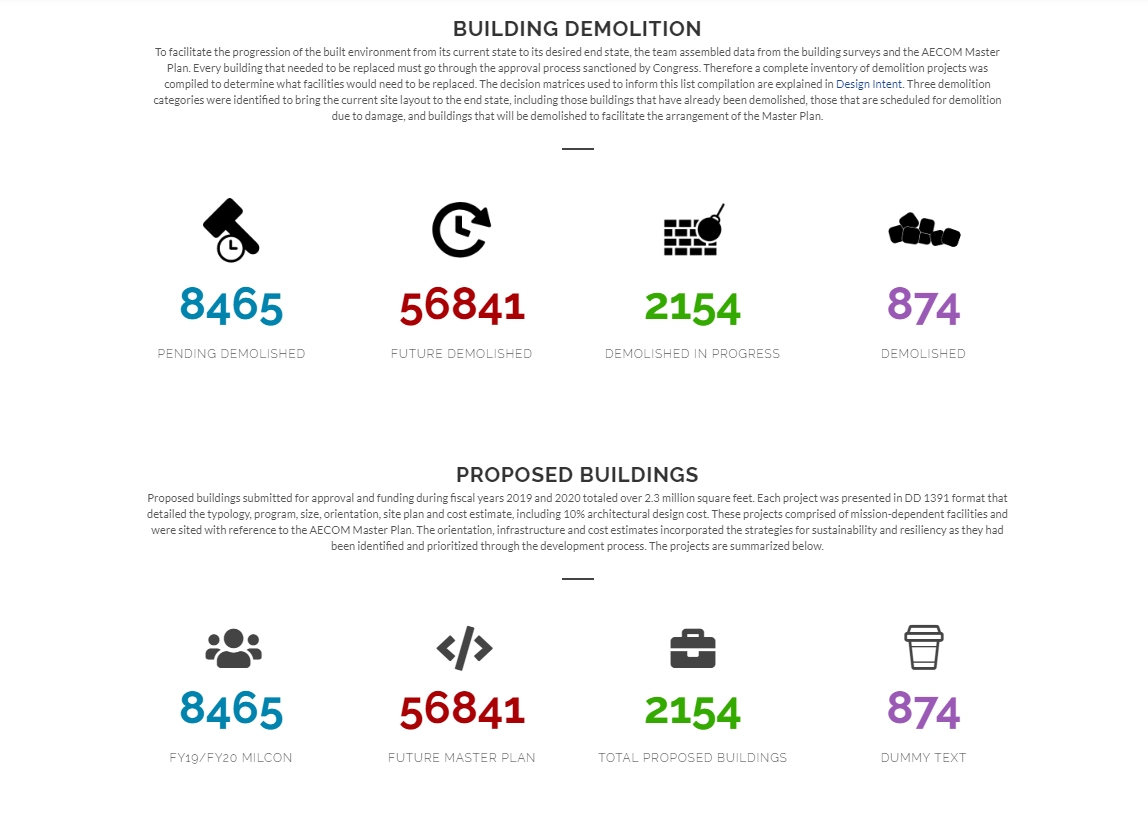 BUILDING DEMOLITION
To facilitate the progression of the built environment from its current state to its desired end state, the team assembled data from the building surveys and the AECOM Master
Plan. Every building that needed to be replaced must go through the approval process sanctioned by Congress. Therefore a complete inventory of demolition projects was
compiled to determine what facilities would need to be replaced. The decision matrices used to inform this list compilation are explained in Design Intent. Three demolition
categories were identified to bring the current site layout to the end state, including those buildings that have already been demolished, those that are scheduled for demolition
due to damage, and buildings that will be demolished to facilitate the arrangement of the Master Plan.
8465 56841 2154 874
PENDING DEMOLISHED FUTURE DEMOLISHED DEMOLISHED IN PROGRESS DEMOLISHED
PROPOSED BUILDINGS
Proposed buildings submitted for approval and funding during fiscal years 2019 and 2020 totaled over 2.3 million square feet. Each project was presented in DD 1391 format that
detailed the typology, program, size, orientation, site plan and cost estimate, including 10% architectural design cost. These projects comprised of mission-dependent facilities and
were sited with reference to the AECOM Master Plan. The orientation, infrastructure and cost estimates incorporated the strategies for sustainability and resiliency as they had
been identified and prioritized through the development process. The projects are summarized below.
8465 56841 2154 874
FY19/FY20 MILCON FUTURE MASTER PLAN TOTAL PROPOSED BUILDINGS DUMMY TEXT